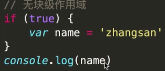 // 无块级作用域
if (true) {
    var name = 'zhangsan'
}
console.log(name)